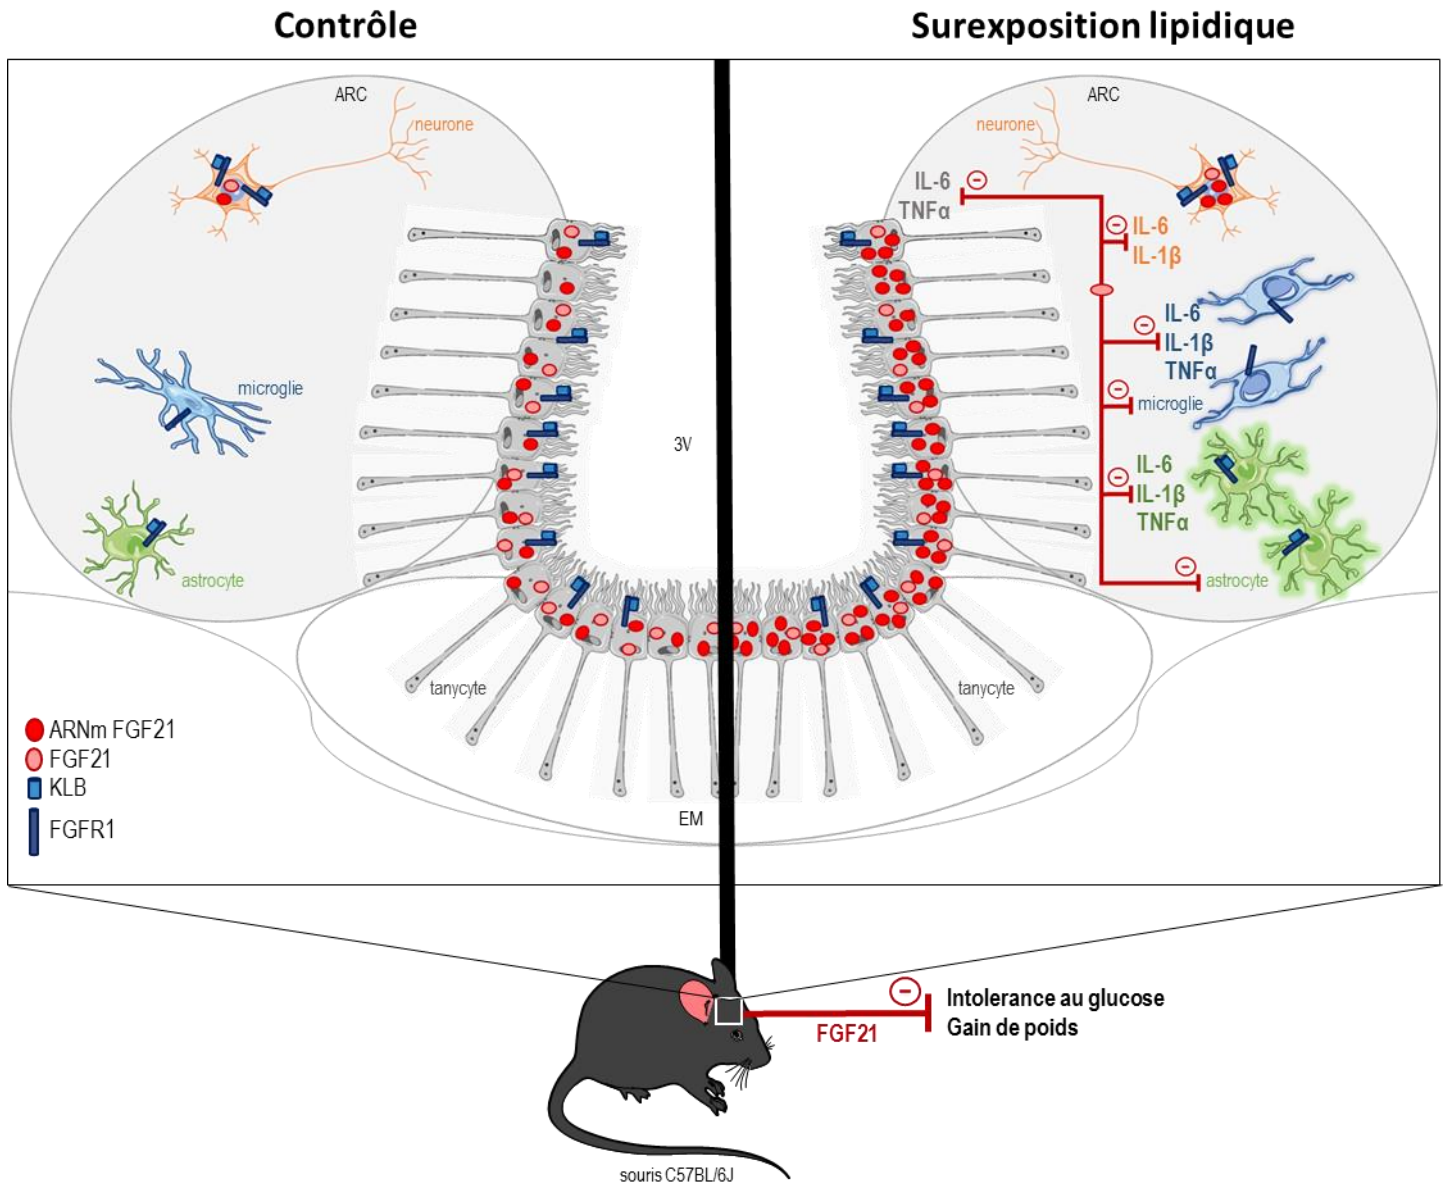 Contrôle
Surexposition lipidique
ARC
neurone
microglie
astrocyte
3V
tanycyte
EM
ARNm FGF21
FGF21
KLB
FGFR1
ARC
neurone
IL-6
TNFα
IL-6
IL-1β
IL-6
IL-1β
TNFα
microglie
IL-6
IL-1β
TNFα
astrocyte
tanycyte
FGF21
Intolerance au glucose
Gain de poids
souris C57BL/6J